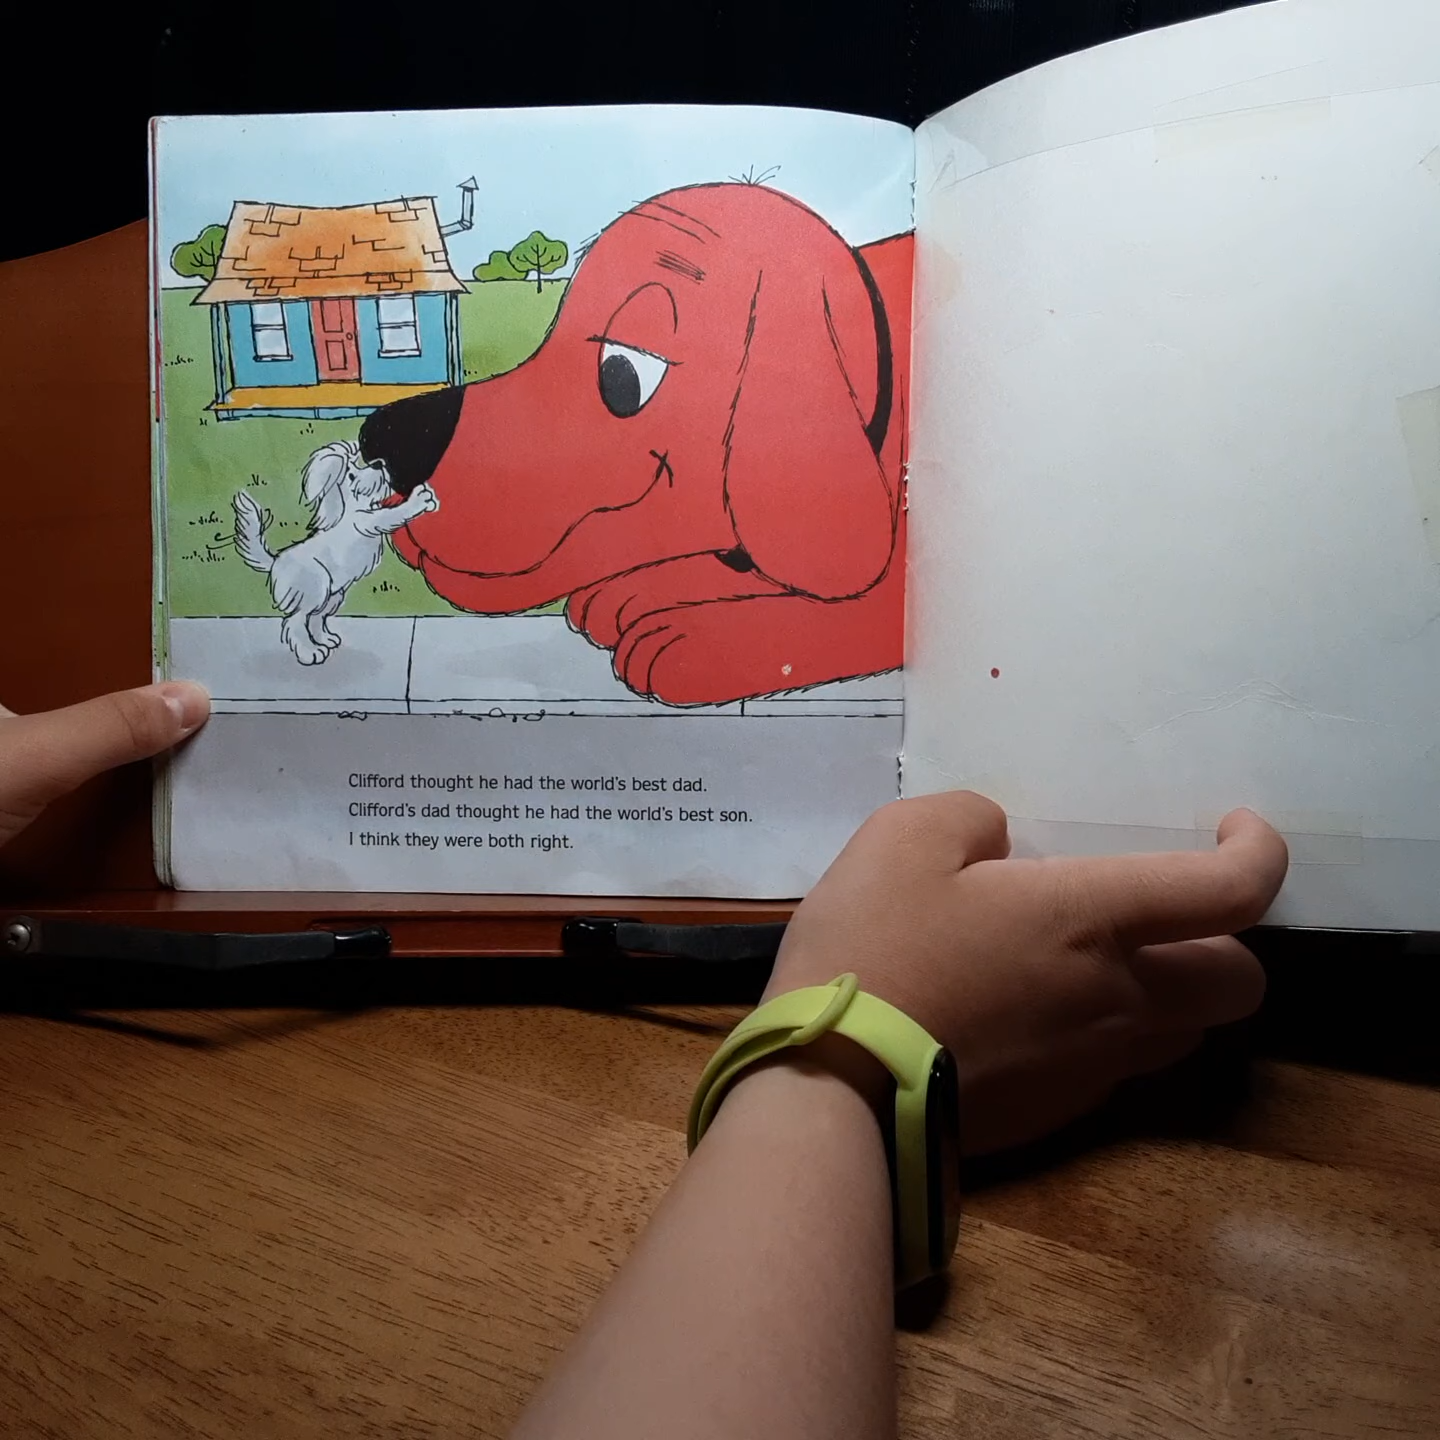 Clifford thought he had the world's best dad.
Clifford's dad thought he had the world's best son.
I think they were both right.